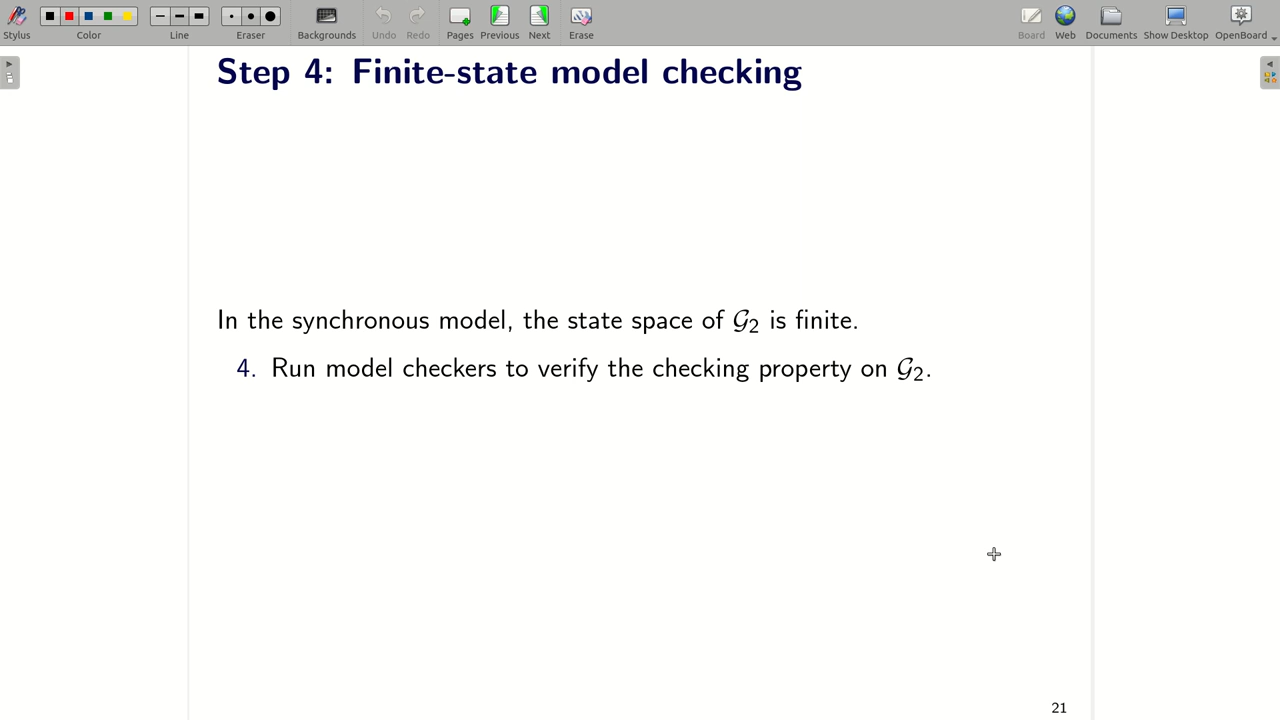 Stylus Color Line Eraser Backgrounds Undo Redo Pages Previous Next Erase Board Web Documents Show Desktop OpenBoard
Step 4: Finite-state model checking
In the synchronous model, the state space of 𝒢₂ is finite.
4. Run model checkers to verify the checking property on 𝒢₂.
21